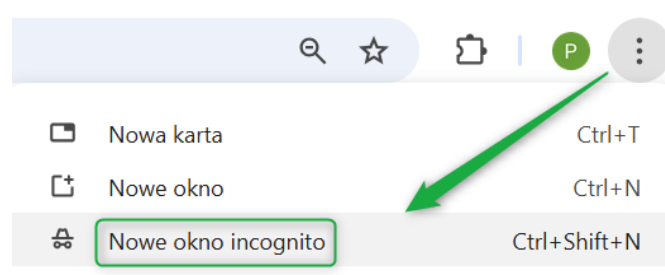 P
Nowa karta Ctrl+T
Nowe okno Ctrl+N
Nowe okno incognito Ctrl+Shift+N